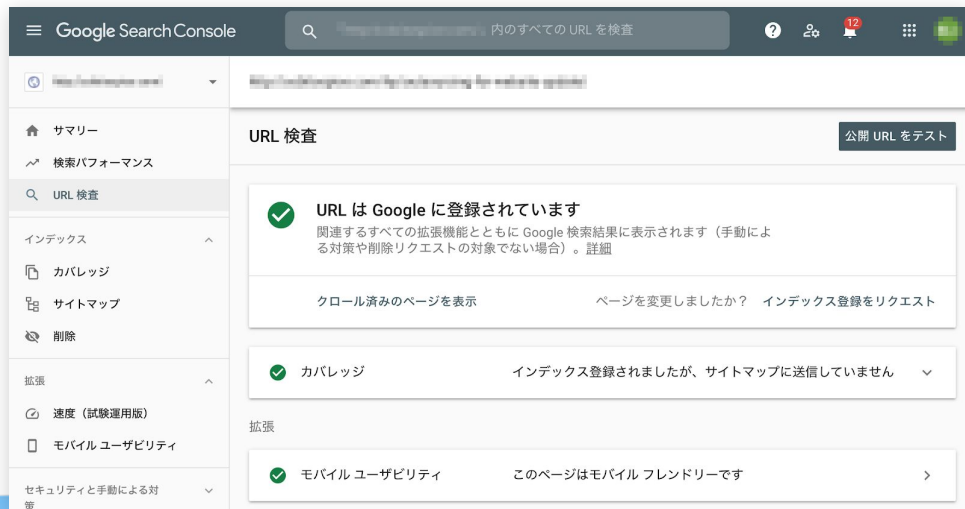 Google Search Console
内のすべての URL を検査
12
サマリー
検索パフォーマンス
URL 検査
インデックス
カバレッジ
サイトマップ
削除
拡張
速度（試験運用版）
モバイル ユーザビリティ
セキュリティと手動による対
策
URL 検査
公開 URL をテスト
URL は Google に登録されています
関連するすべての拡張機能とともに Google 検索結果に表示されます（手動によ
る対策や削除リクエストの対象でない場合）。詳細
クロール済みのページを表示
ページを変更しましたか？ インデックス登録をリクエスト
カバレッジ
インデックス登録されましたが、サイトマップに送信していません
拡張
モバイル ユーザビリティ
このページはモバイル フレンドリーです